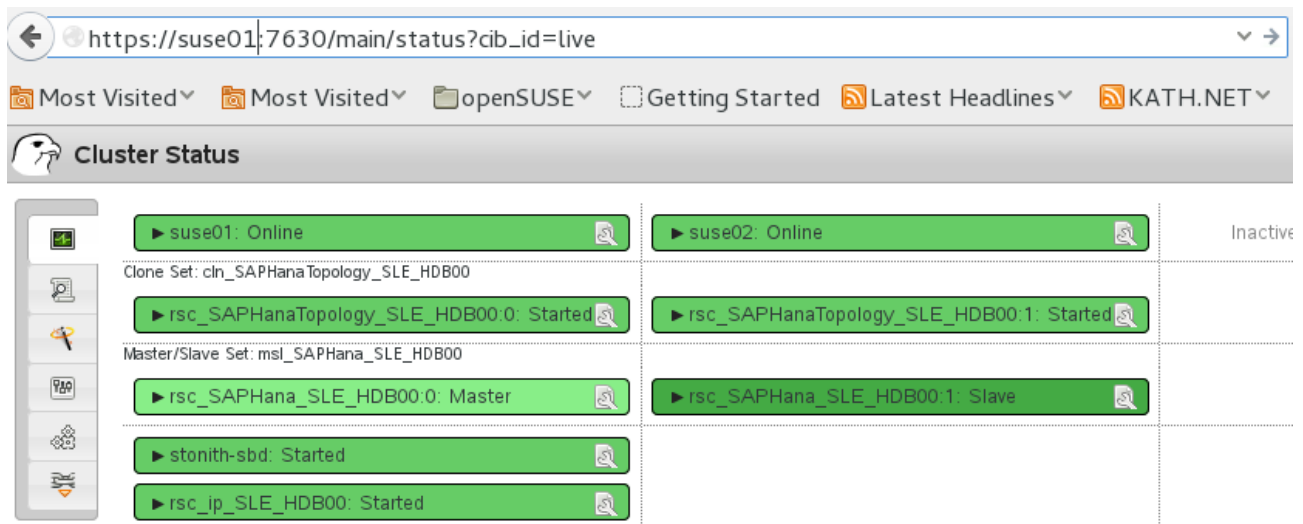 https://suse01:7630/main/status?cib_id=live
Most Visited Most Visited openSUSE Getting Started Latest Headlines KATH.NET
Cluster Status
suse01: Online suse02: Online Inactive
Clone Set: cln_SAPHanaTopology_SLE_HDB00
rsc_SAPHanaTopology_SLE_HDB00:0: Started rsc_SAPHanaTopology_SLE_HDB00:1: Started
Master/Slave Set: msl_SAPHana_SLE_HDB00
rsc_SAPHana_SLE_HDB00:0: Master rsc_SAPHana_SLE_HDB00:1: Slave
stonith-sbd: Started
rsc_ip_SLE_HDB00: Started